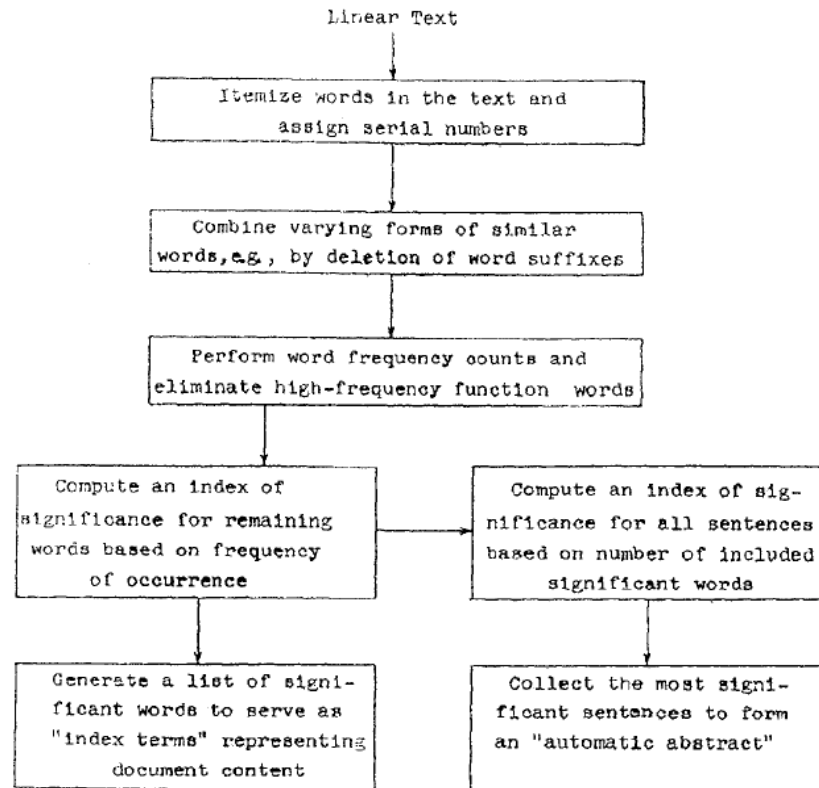 Linear Text
Itemize words in the text and
assign serial numbers
Combine varying forms of similar
words,e.g., by deletion of word suffixes
Perform word frequency counts and
eliminate high-frequency function words
Compute an index of
significance for remaining
words based on frequency
of occurrence
Compute an index of sig-
nificance for all sentences
based on number of included
significant words
Generate a list of signi-
ficant words to serve as
"index terms" representing
document content
Collect the most signi-
ficant sentences to form
an "automatic abstract"